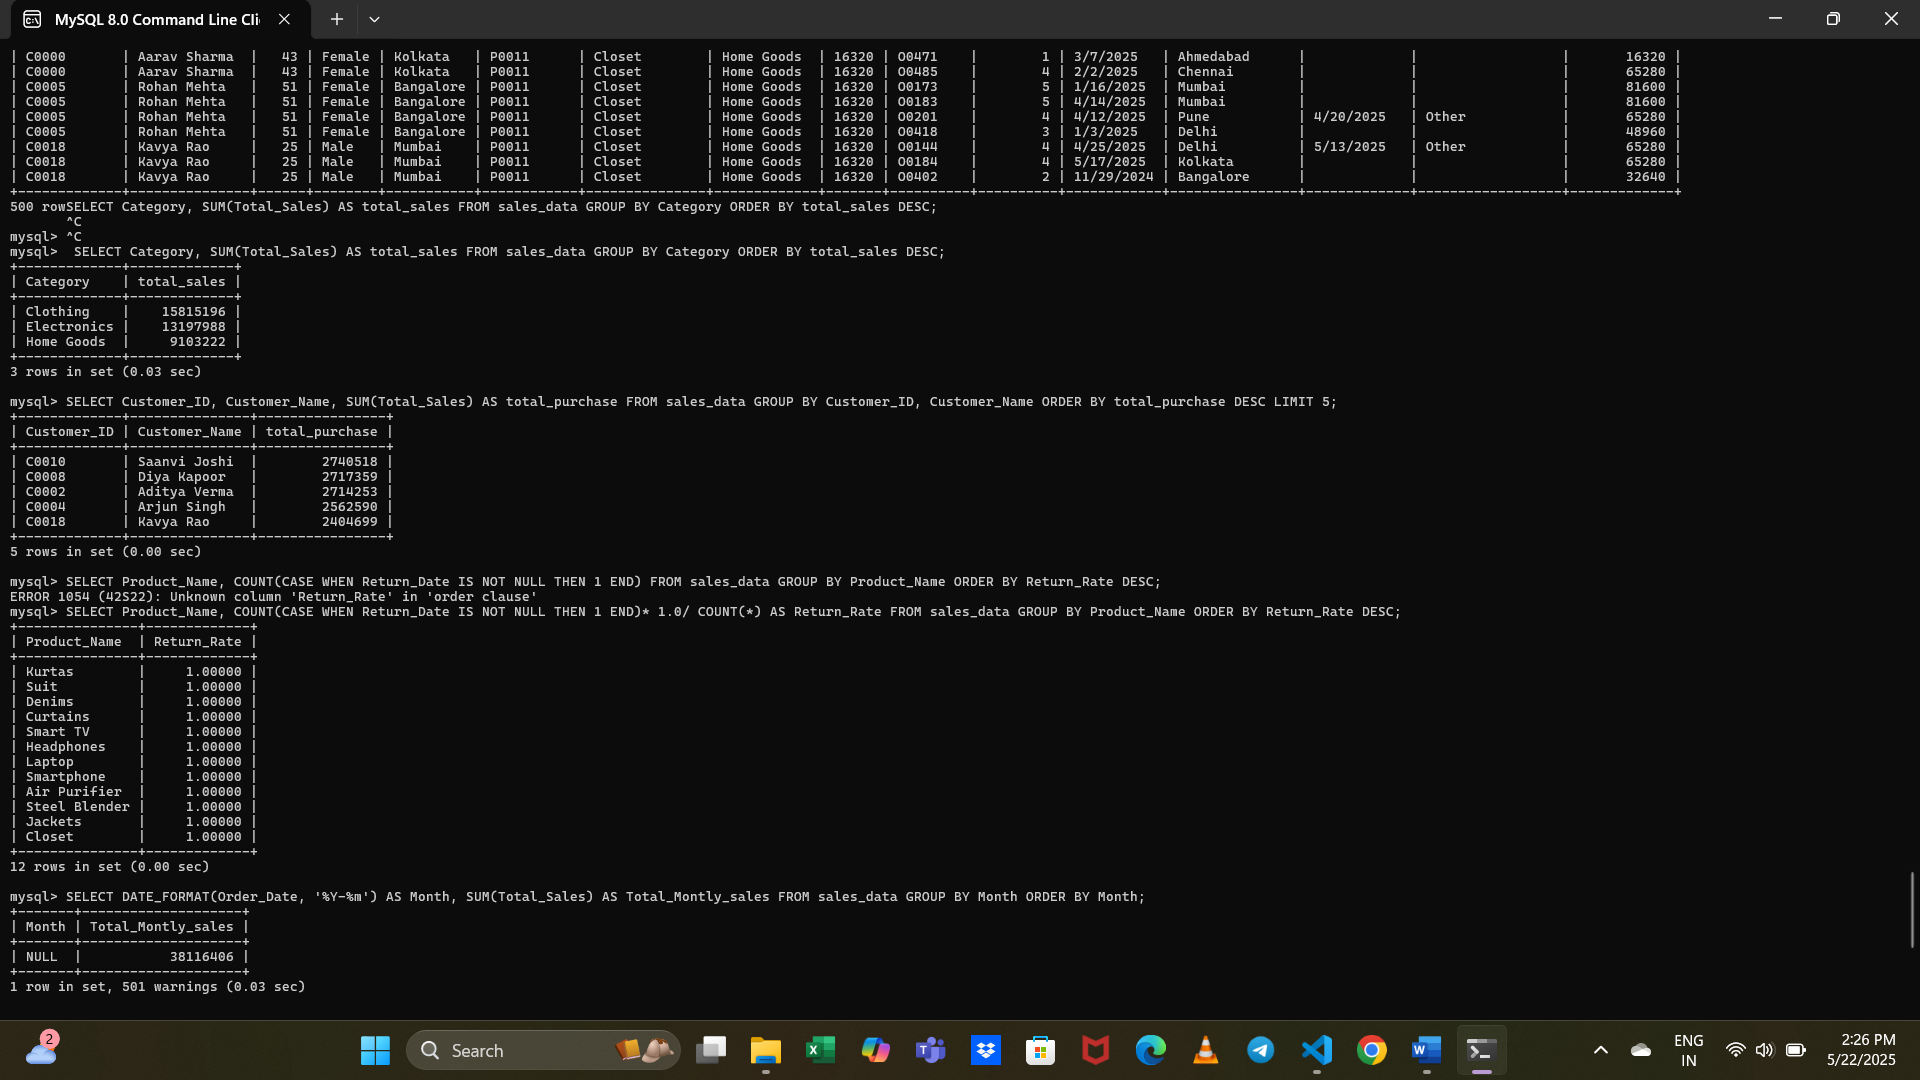 MySQL 8.0 Command Line Cli
| C0000       | Aarav Sharma  |   43 | Female | Kolkata   | P0011      | Closet        | Home Goods  | 16320 | O0471      |        1 | 3/7/2025   | Ahmedabad      |             |                  |       16320 |
| C0000       | Aarav Sharma  |   43 | Female | Kolkata   | P0011      | Closet        | Home Goods  | 16320 | O0485      |        4 | 2/2/2025   | Chennai        |             |                  |       65280 |
| C0005       | Rohan Mehta   |   51 | Female | Bangalore | P0011      | Closet        | Home Goods  | 16320 | O0173      |        5 | 1/16/2025  | Mumbai         |             |                  |       81600 |
| C0005       | Rohan Mehta   |   51 | Female | Bangalore | P0011      | Closet        | Home Goods  | 16320 | O0183      |        5 | 4/14/2025  | Mumbai         |             |                  |       81600 |
| C0005       | Rohan Mehta   |   51 | Female | Bangalore | P0011      | Closet        | Home Goods  | 16320 | O0201      |        4 | 4/12/2025  | Pune           | 4/20/2025   | Other            |       65280 |
| C0005       | Rohan Mehta   |   51 | Female | Bangalore | P0011      | Closet        | Home Goods  | 16320 | O0418      |        3 | 1/3/2025   | Delhi          |             |                  |       48960 |
| C0018       | Kavya Rao     |   25 | Male   | Mumbai    | P0011      | Closet        | Home Goods  | 16320 | O0144      |        4 | 4/25/2025  | Delhi          | 5/13/2025   | Other            |       65280 |
| C0018       | Kavya Rao     |   25 | Male   | Mumbai    | P0011      | Closet        | Home Goods  | 16320 | O0184      |        4 | 5/17/2025  | Kolkata        |             |                  |       65280 |
| C0018       | Kavya Rao     |   25 | Male   | Mumbai    | P0011      | Closet        | Home Goods  | 16320 | O0402      |        2 | 11/29/2024 | Bangalore      |             |                  |       32640 |
500 rowSELECT Category, SUM(Total_Sales) AS total_sales FROM sales_data GROUP BY Category ORDER BY total_sales DESC;
^C
mysql> ^C
mysql>  SELECT Category, SUM(Total_Sales) AS total_sales FROM sales_data GROUP BY Category ORDER BY total_sales DESC;
+-------------+-------------+
| Category    | total_sales |
+-------------+-------------+
| Clothing    |    15815196 |
| Electronics |    13197988 |
| Home Goods  |     9103222 |
+-------------+-------------+
3 rows in set (0.03 sec)
mysql> SELECT Customer_ID, Customer_Name, SUM(Total_Sales) AS total_purchase FROM sales_data GROUP BY Customer_ID, Customer_Name ORDER BY total_purchase DESC LIMIT 5;
+-------------+---------------+----------------+
| Customer_ID | Customer_Name | total_purchase |
+-------------+---------------+----------------+
| C0010       | Saanvi Joshi  |        2740518 |
| C0008       | Diya Kapoor   |        2717359 |
| C0002       | Aditya Verma  |        2714253 |
| C0004       | Arjun Singh   |        2562590 |
| C0018       | Kavya Rao     |        2404699 |
+-------------+---------------+----------------+
5 rows in set (0.00 sec)
mysql> SELECT Product_Name, COUNT(CASE WHEN Return_Date IS NOT NULL THEN 1 END) FROM sales_data GROUP BY Product_Name ORDER BY Return_Rate DESC;
ERROR 1054 (42S22): Unknown column 'Return_Rate' in 'order clause'
mysql> SELECT Product_Name, COUNT(CASE WHEN Return_Date IS NOT NULL THEN 1 END)* 1.0/ COUNT(*) AS Return_Rate FROM sales_data GROUP BY Product_Name ORDER BY Return_Rate DESC;
+---------------+-------------+
| Product_Name  | Return_Rate |
+---------------+-------------+
| Kurtas        |     1.00000 |
| Suit          |     1.00000 |
| Denims        |     1.00000 |
| Curtains      |     1.00000 |
| Smart TV      |     1.00000 |
| Headphones    |     1.00000 |
| Laptop        |     1.00000 |
| Smartphone    |     1.00000 |
| Air Purifier  |     1.00000 |
| Steel Blender |     1.00000 |
| Jackets       |     1.00000 |
| Closet        |     1.00000 |
+---------------+-------------+
12 rows in set (0.00 sec)
mysql> SELECT DATE_FORMAT(Order_Date, '%Y-%m') AS Month, SUM(Total_Sales) AS Total_Montly_sales FROM sales_data GROUP BY Month ORDER BY Month;
+-------+--------------------+
| Month | Total_Montly_sales |
+-------+--------------------+
| NULL  |           38116406 |
+-------+--------------------+
1 row in set, 501 warnings (0.03 sec)
2
Search
ENG
IN
2:26 PM
5/22/2025